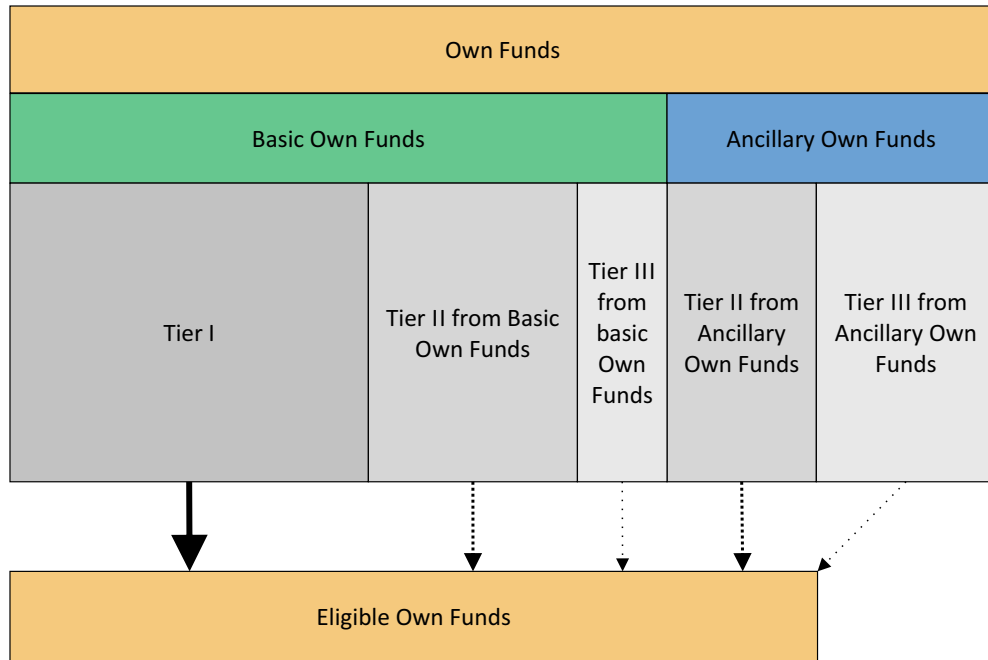 Own Funds
Basic Own Funds
Ancillary Own Funds
Tier I
Tier II from Basic
Own Funds
Tier III
from
basic
Own
Funds
Tier II from
Ancillary
Own Funds
Tier III from
Ancillary Own
Funds
Eligible Own Funds